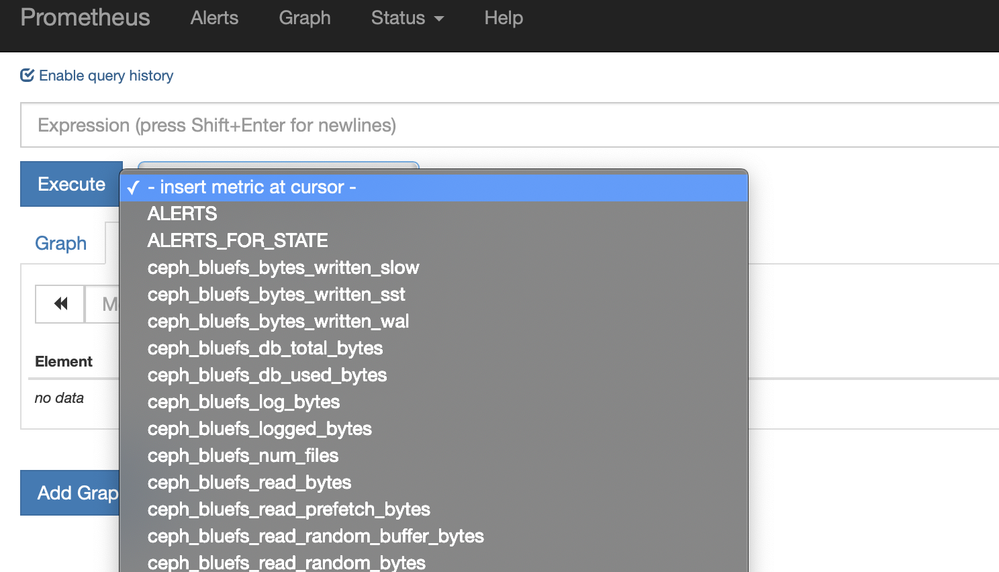 Prometheus Alerts Graph Status Help
Enable query history
Expression (press Shift+Enter for newlines)
Execute
- insert metric at cursor -
ALERTS
ALERTS_FOR_STATE
Graph
ceph_bluefs_bytes_written_slow
ceph_bluefs_bytes_written_sst
M
ceph_bluefs_bytes_written_wal
ceph_bluefs_db_total_bytes
Element
ceph_bluefs_db_used_bytes
no data
ceph_bluefs_log_bytes
ceph_bluefs_logged_bytes
ceph_bluefs_num_files
ceph_bluefs_read_bytes
Add Grap
ceph_bluefs_read_prefetch_bytes
ceph_bluefs_read_random_buffer_bytes
ceph_bluefs_read_random_bytes